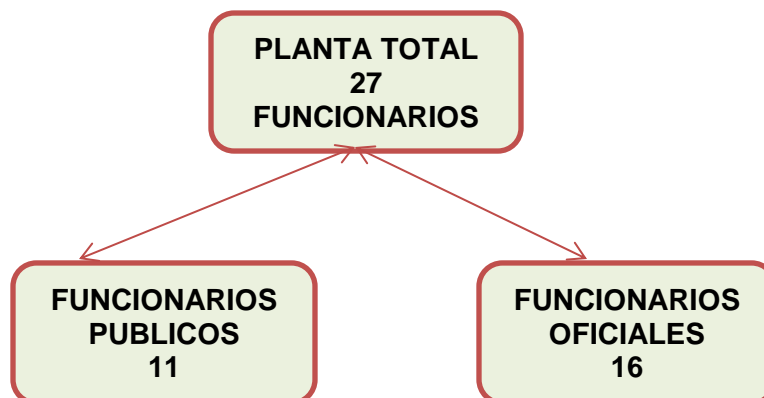 PLANTA TOTAL
27
FUNCIONARIOS
FUNCIONARIOS
PUBLICOS
11
FUNCIONARIOS
OFICIALES
16